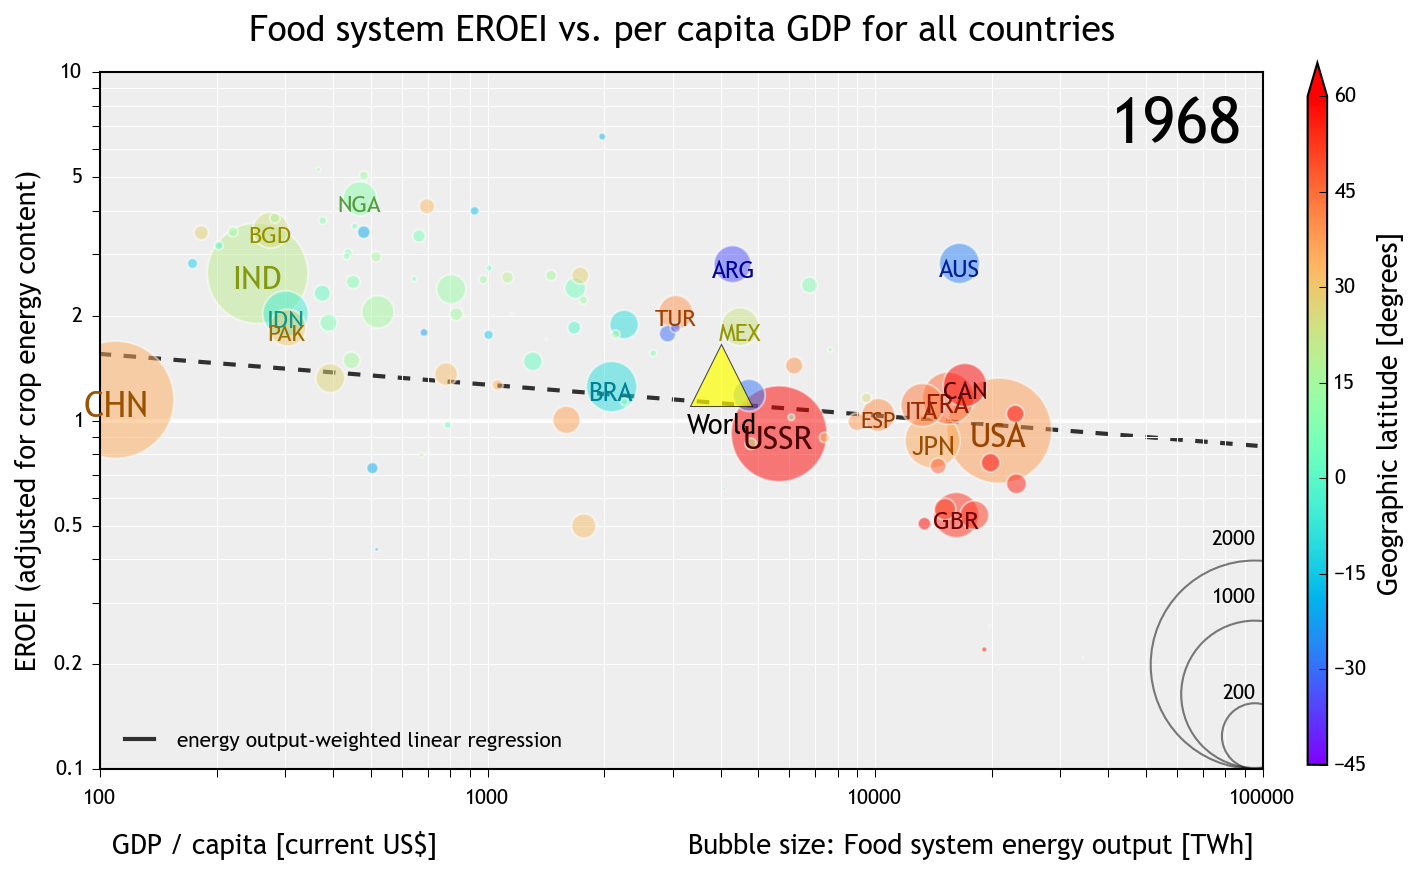 Food system EROEI vs. per capita GDP for all countries
1968
EROEI (adjusted for crop energy content)
10
5
2
1
0.5
0.2
0.1
NGA
BGD
IND
IDN
PAK
CHN
ARG
AUS
TUR
MEX
BRA
World
USSR
ESP
ITA
FRA
CAN
USA
JPN
GBR
2000
1000
200
energy output-weighted linear regression
100
1000
10000
100000
GDP / capita [current US$]
Bubble size: Food system energy output [TWh]
60
45
30
15
0
−15
−30
−45
Geographic latitude [degrees]